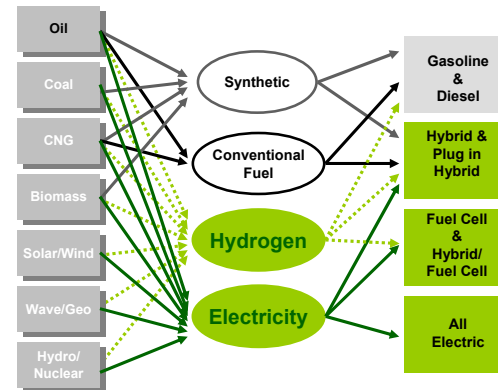 Oil
Coal
CNG
Biomass
Solar/Wind
Wave/Geo
Hydro/
Nuclear
Synthetic
Conventional
Fuel
Hydrogen
Electricity
Gasoline
&
Diesel
Hybrid &
Plug in
Hybrid
Fuel Cell
&
Hybrid/
Fuel Cell
All
Electric